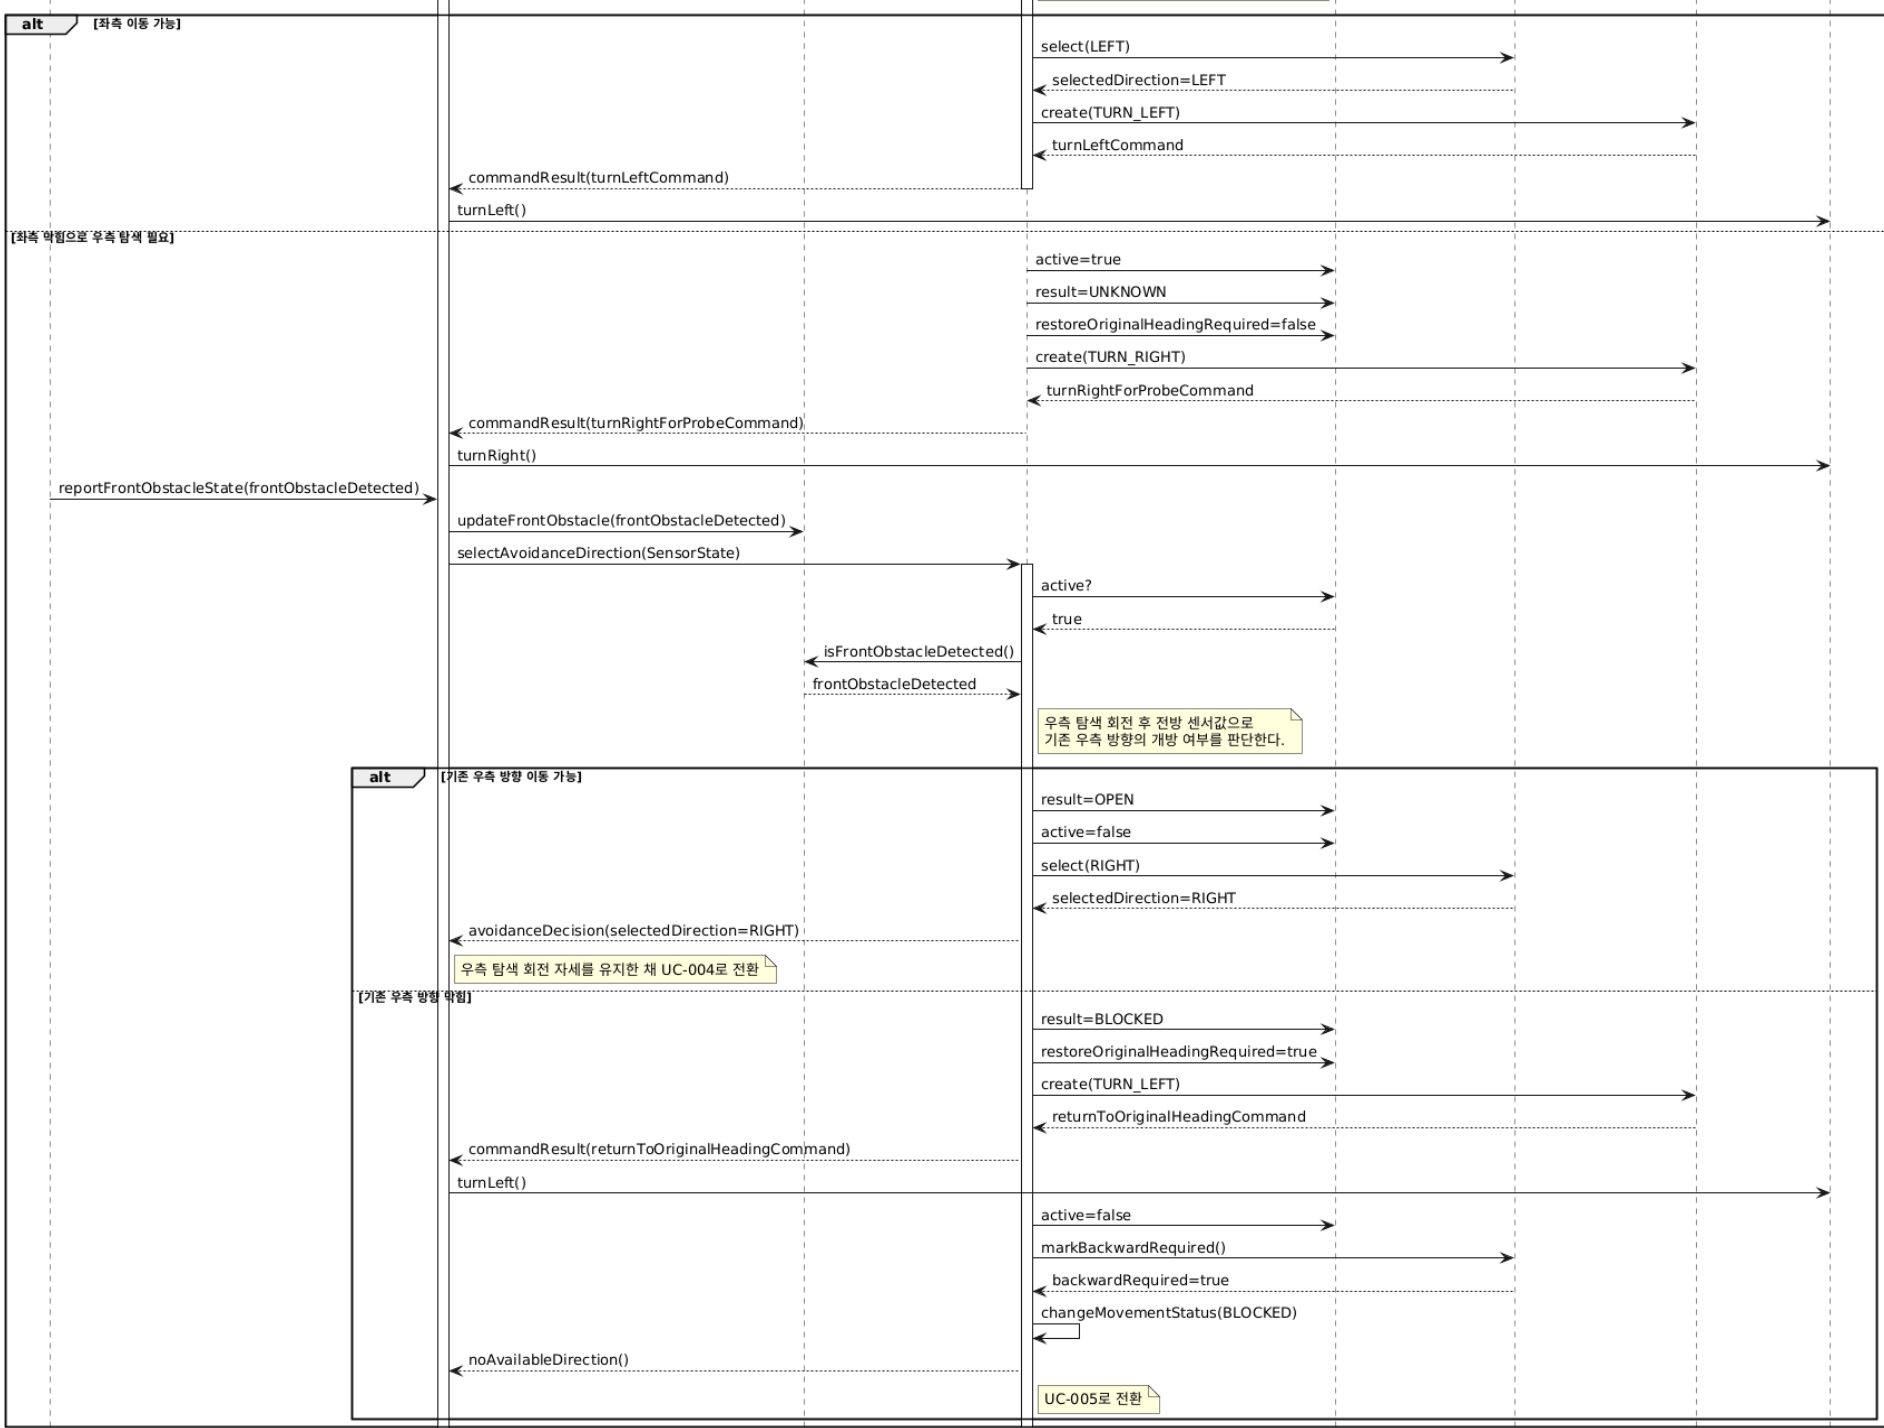 alt [좌측 이동 가능]
select(LEFT)
selectedDirection=LEFT
create(TURN_LEFT)
turnLeftCommand
commandResult(turnLeftCommand)
turnLeft()
[좌측 막힘으로 우측 탐색 필요]
active=true
result=UNKNOWN
restoreOriginalHeadingRequired=false
create(TURN_RIGHT)
turnRightForProbeCommand
commandResult(turnRightForProbeCommand)
turnRight()
reportFrontObstacleState(frontObstacleDetected)
updateFrontObstacle(frontObstacleDetected)
selectAvoidanceDirection(SensorState)
active?
true
isFrontObstacleDetected()
frontObstacleDetected
우측 탐색 회전 후 전방 센서값으로
기존 우측 방향의 개방 여부를 판단한다.
alt [기존 우측 방향 이동 가능]
result=OPEN
active=false
select(RIGHT)
selectedDirection=RIGHT
avoidanceDecision(selectedDirection=RIGHT)
우측 탐색 회전 자세를 유지한 채 UC-004로 전환
[기존 우측 방향 막힘]
result=BLOCKED
restoreOriginalHeadingRequired=true
create(TURN_LEFT)
returnToOriginalHeadingCommand
commandResult(returnToOriginalHeadingCommand)
turnLeft()
active=false
markBackwardRequired()
backwardRequired=true
changeMovementStatus(BLOCKED)
noAvailableDirection()
UC-005로 전환